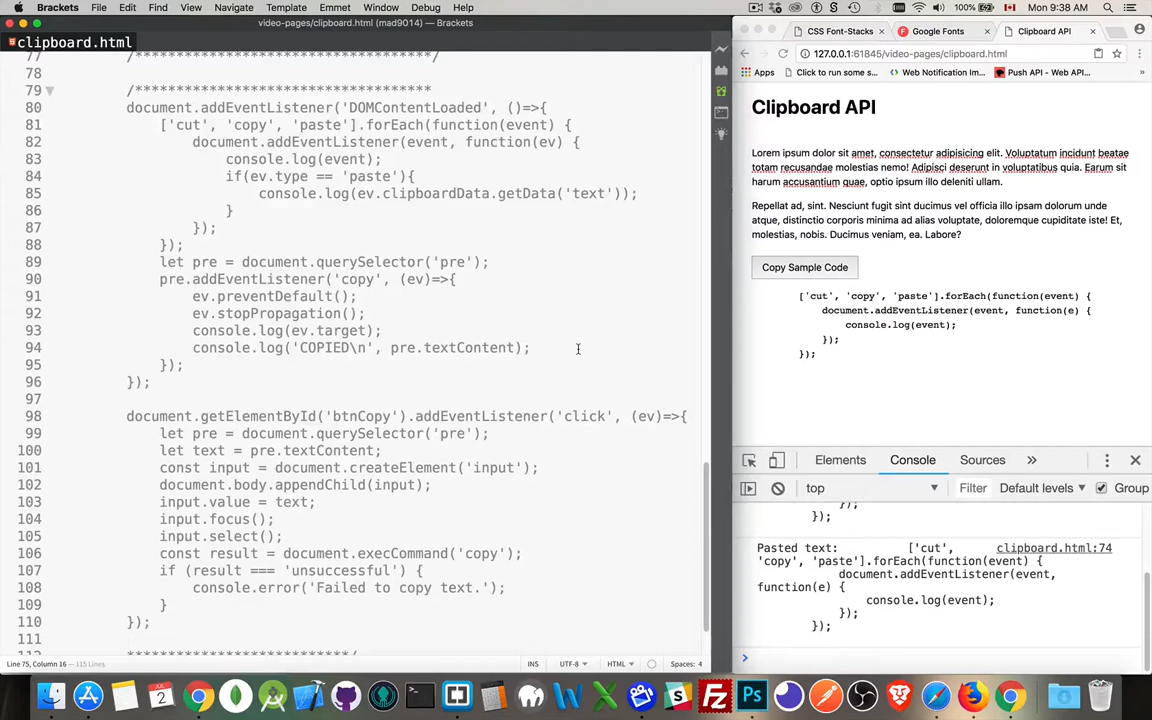 Brackets File Edit Find View Navigate Template Emmet Debug Help
100% Mon 9:38 AM
video-pages/clipboard.html (mad9014) — Brackets
clipboard.html
77 /************************************/
78
79 /************************************
80 document.addEventListener('DOMContentLoaded', ()=>{
81 ['cut', 'copy', 'paste'].forEach(function(event) {
82 document.addEventListener(event, function(ev) {
83 console.log(event);
84 if(ev.type == 'paste'){
85 console.log(ev.clipboardData.getData('text'));
86 }
87 });
88 });
89 let pre = document.querySelector('pre');
90 pre.addEventListener('copy', (ev)=>{
91 ev.preventDefault();
92 ev.stopPropagation();
93 console.log(ev.target);
94 console.log('COPIED\n', pre.textContent);
95 });
96 });
97
98 document.getElementById('btnCopy').addEventListener('click', (ev)=>{
99 let pre = document.querySelector('pre');
100 let text = pre.textContent;
101 const input = document.createElement('input');
102 document.body.appendChild(input);
103 input.value = text;
104 input.focus();
105 input.select();
106 const result = document.execCommand('copy');
107 if (result === 'unsuccessful') {
108 console.error('Failed to copy text.');
109 }
110 });
111
Line 75, Column 16 — 115 Lines
INS UTF-8 HTML Spaces: 4
CSS Font-Stacks Google Fonts Clipboard API
127.0.0.1:61845/video-pages/clipboard.html
Apps Click to run some s... Web Notification Im... Push API - Web API... »
Clipboard API
Lorem ipsum dolor sit amet, consectetur adipisicing elit. Voluptatum incidunt beatae
totam recusandae molestias nemo! Adipisci deserunt in voluptatibus quia. Earum sit
harum accusantium quae, optio ipsum illo deleniti ullam.
Repellat ad, sint. Nesciunt fugit sint ducimus vel officia illo ipsam dolorum unde
atque, distinctio corporis minima ad alias voluptate, doloremque cupiditate iste! Et,
molestias, nobis. Ducimus veniam, ea. Labore?
Copy Sample Code
['cut', 'copy', 'paste'].forEach(function(event) {
document.addEventListener(event, function(e) {
console.log(event);
});
});
Elements Console Sources »
top Filter Default levels Group
});
Pasted text: ['cut', clipboard.html:74
'copy', 'paste'].forEach(function(event) {
document.addEventListener(event,
function(e) {
console.log(event);
});
});